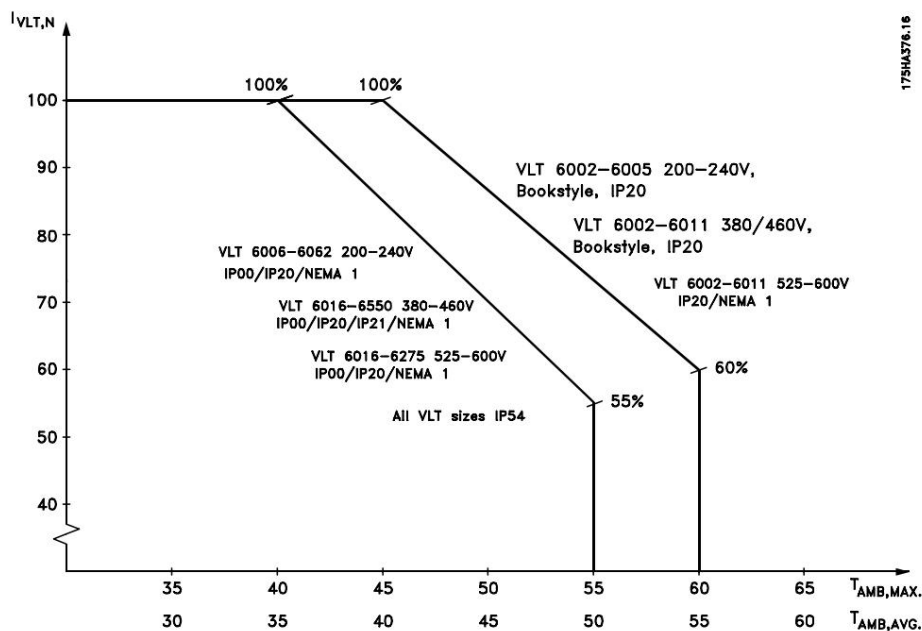 I VLT,N
175HA376.16
100% 100%
100
90
80
70
60
50
40
VLT 6002-6005 200-240V,
Bookstyle, IP20
VLT 6002-6011 380/460V,
Bookstyle, IP20
VLT 6002-6011 525-600V
IP20/NEMA 1
VLT 6006-6062 200-240V
IP00/IP20/NEMA 1
VLT 6016-6550 380-460V
IP00/IP20/IP21/NEMA 1
VLT 6016-6275 525-600V
IP00/IP20/NEMA 1
All VLT sizes IP54
55%
60%
35 40 45 50 55 60 65 T AMB,MAX.
30 35 40 45 50 55 60 T AMB,AVG.